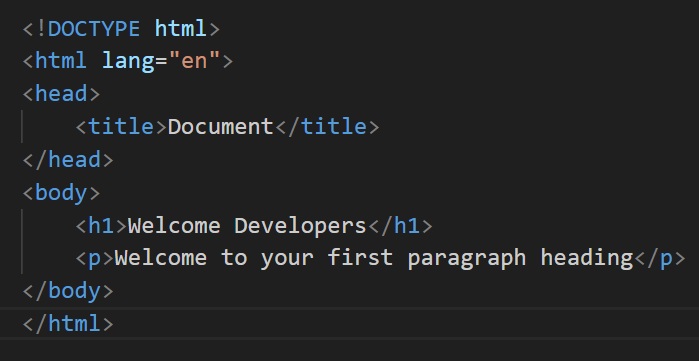 <!DOCTYPE html>
<html lang="en">
<head>
    <title>Document</title>
</head>
<body>
    <h1>Welcome Developers</h1>
    <p>Welcome to your first paragraph heading</p>
</body>
</html>